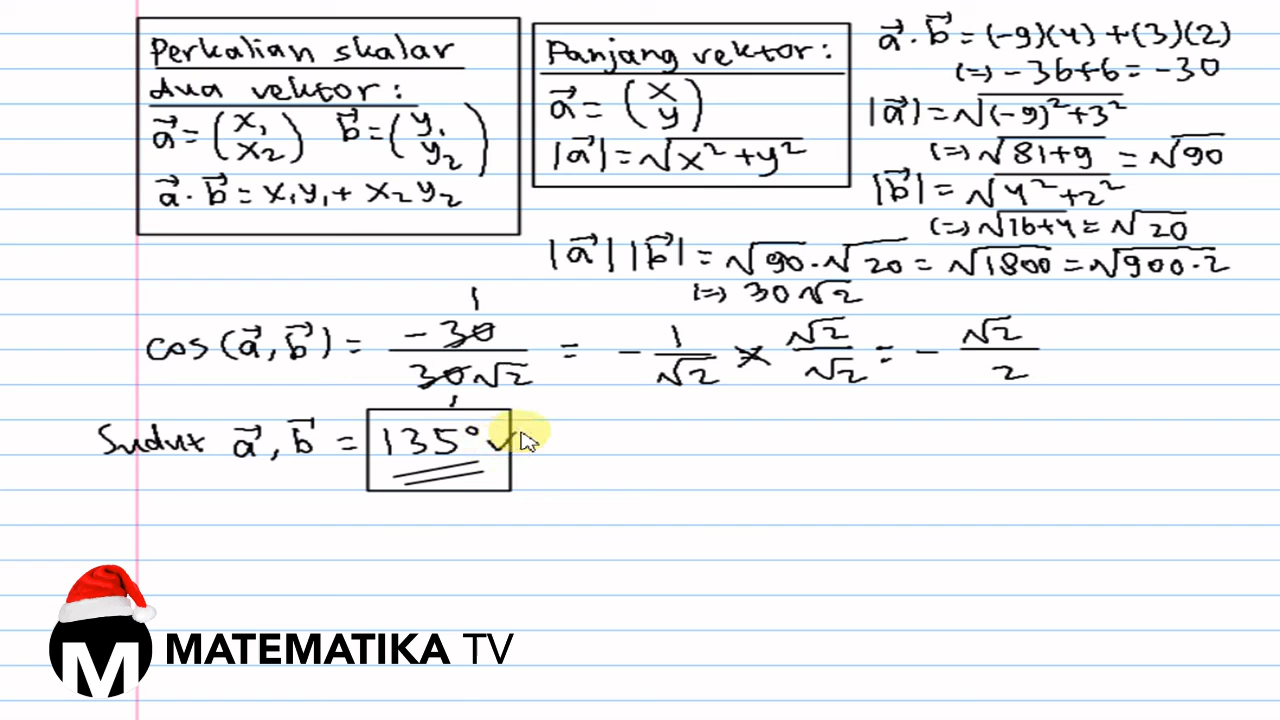 Perkalian skalar
dua vektor:
a⃗ = (x₁ x₂) b⃗ = (y₁ y₂)
a⃗ · b⃗ = x₁y₁ + x₂y₂
Panjang vektor:
a⃗ = (x y)
|a⃗| = √(x² + y²)
a⃗ · b⃗ = (-9)(4) + (3)(2)
(=) -36+6 = -30
|a⃗| = √((-9)² + 3²)
(=) √(81+9) = √90
|b⃗| = √(4² + 2²)
(=) √(16+4) = √20
|a⃗| |b⃗| = √90 · √20 = √1800 = √(900·2)
(=) 30√2
1
cos (a⃗, b⃗) = -30/30√2 = - 1/√2 × √2/√2 = - √2/2
1
Sudut a⃗, b⃗ = 135° ✓
M MATEMATIKA TV